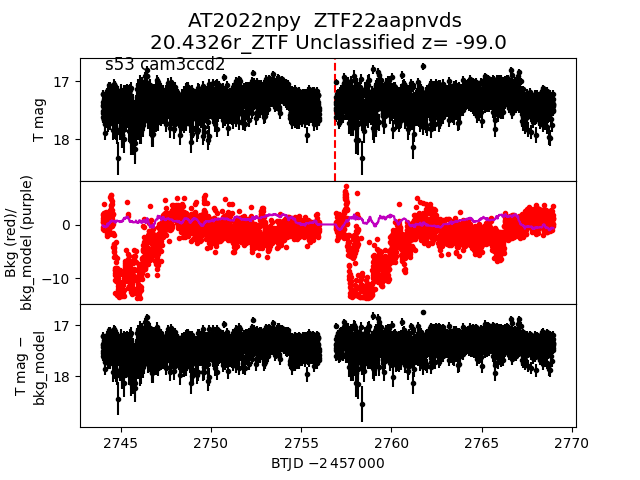 AT2022npy  ZTF22aapnvds
20.4326r_ZTF Unclassified z= -99.0
s53 cam3ccd2
17
18
T mag
0
−10
Bkg (red)/
bkg_model (purple)
17
18
T mag −
bkg_model
2745
2750
2755
2760
2765
2770
BTJD −2 457 000